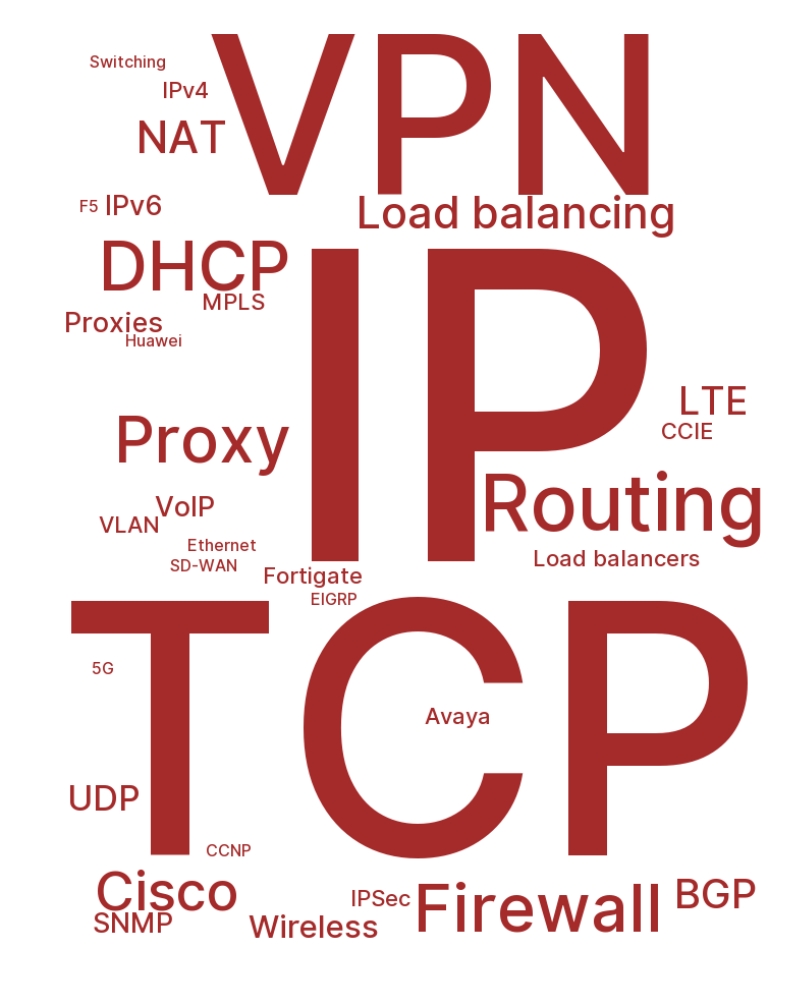 VPN
Switching
IPv4
NAT
F5
IPv6
Load balancing
DHCP
MPLS
Proxies
Huawei
IP
LTE
CCIE
Proxy
Routing
VoIP
VLAN
Ethernet
Load balancers
SD-WAN
Fortigate
EIGRP
TCP
5G
Avaya
UDP
CCNP
Cisco
BGP
IPSec
Firewall
SNMP
Wireless